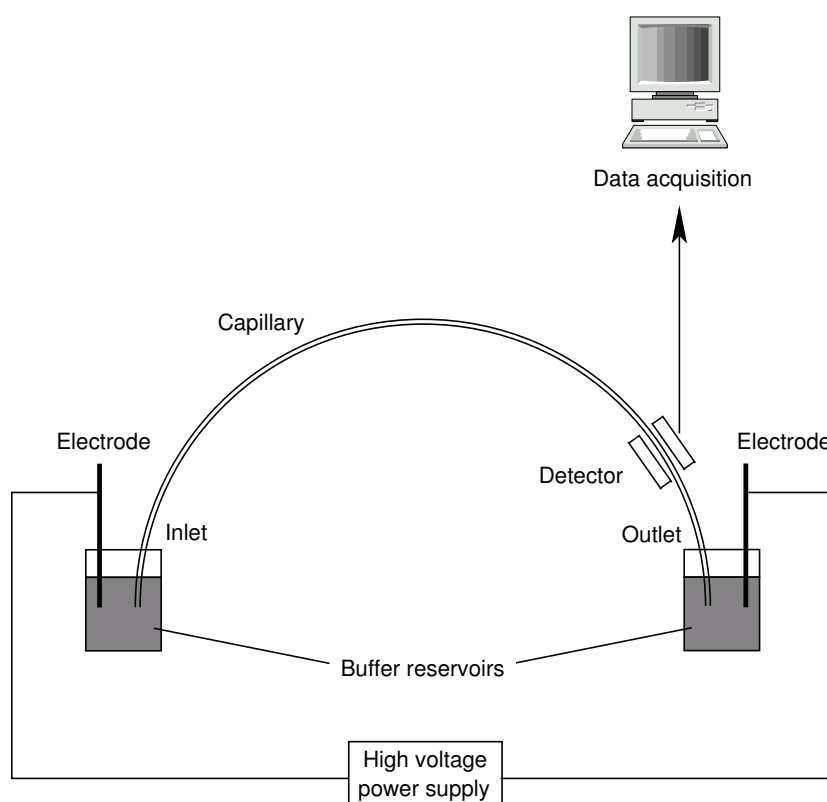 Data acquisition
Capillary
Electrode
Electrode
Detector
Inlet
Outlet
Buffer reservoirs
High voltage
power supply